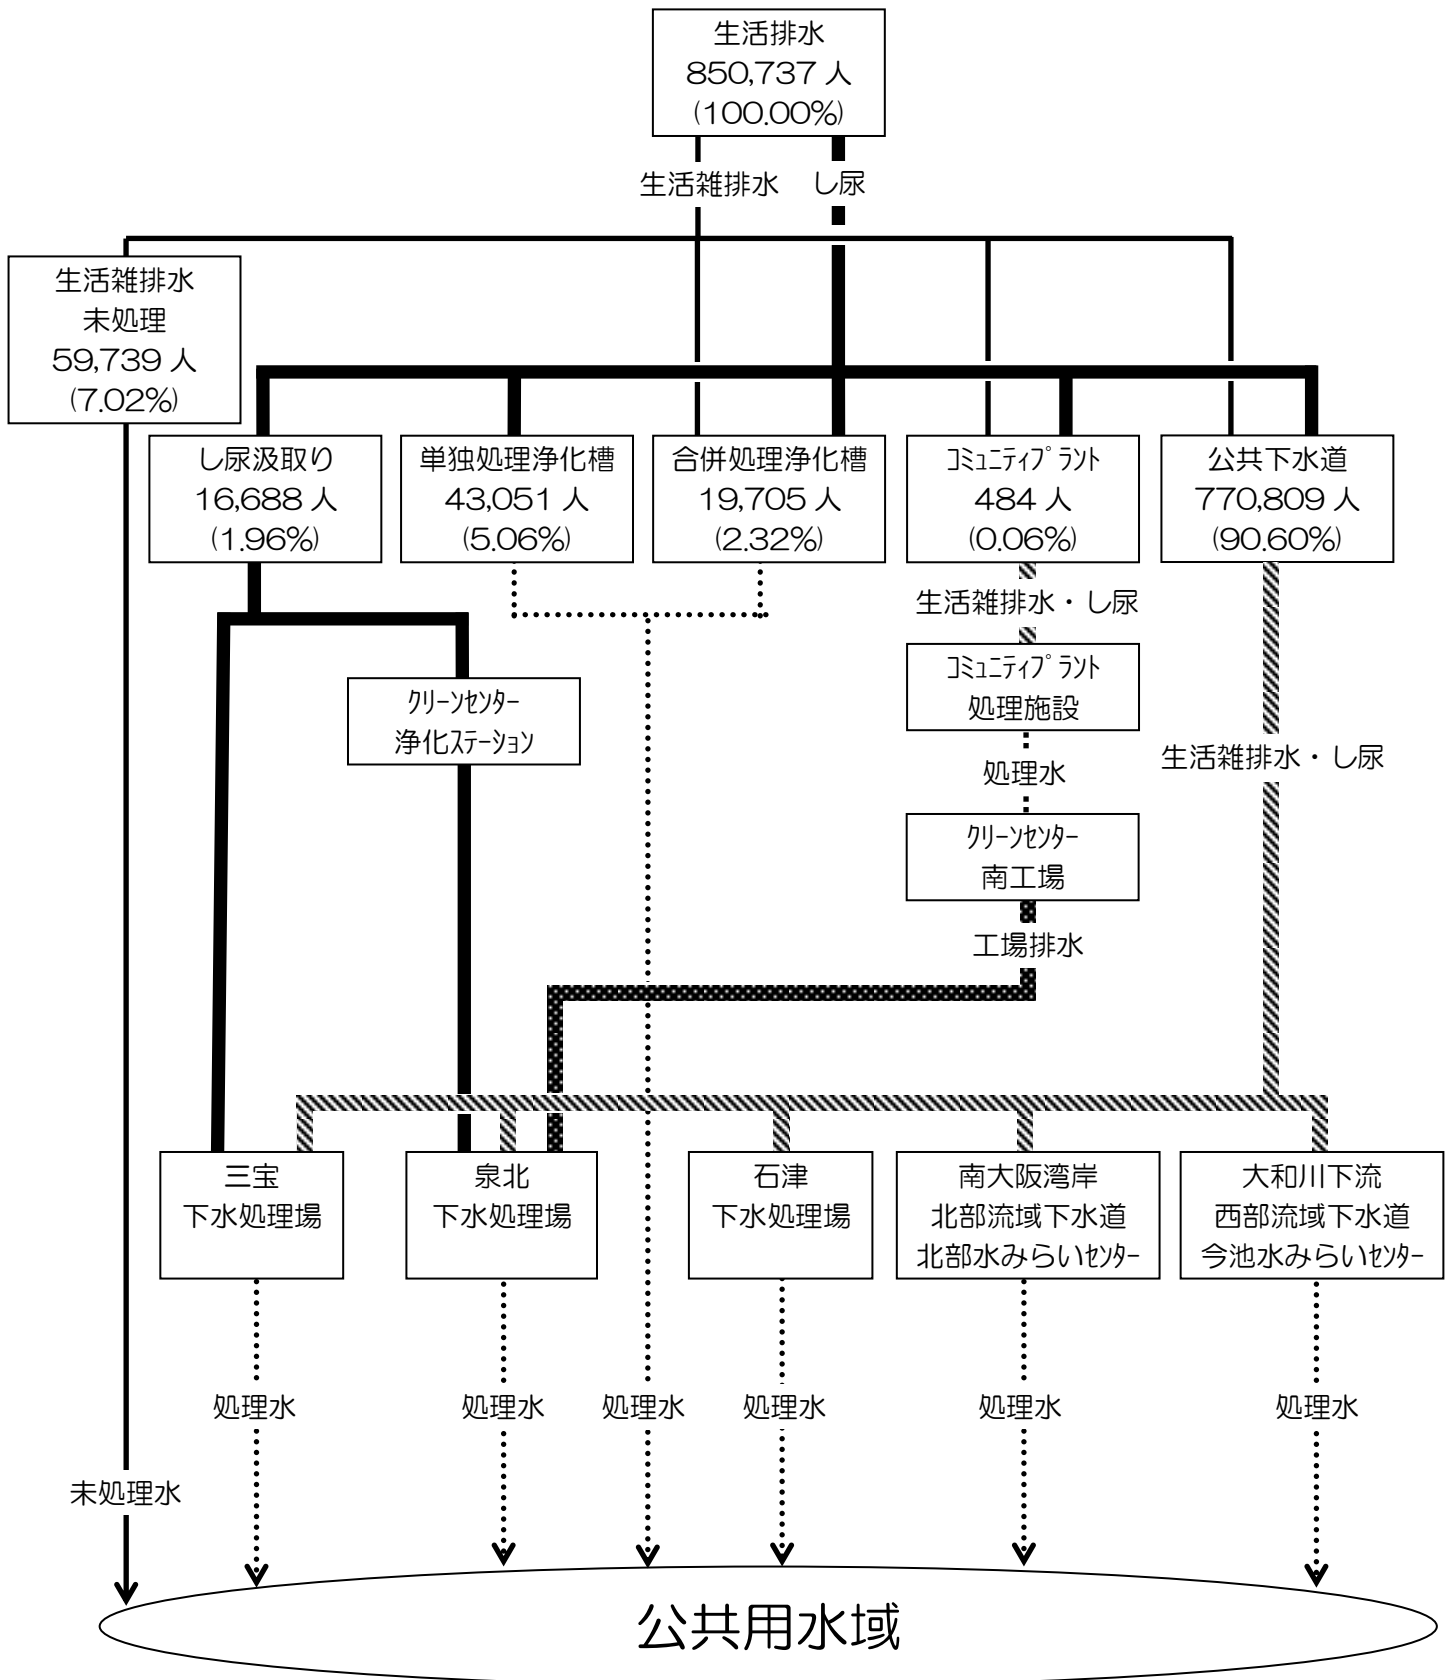 生活排水
850,737 人
(100.00%)
生活雑排水
し尿
生活雑排水
未処理
59,739 人
(7.02%)
し尿汲取り
16,688 人
(1.96%)
単独処理浄化槽
43,051 人
(5.06%)
合併処理浄化槽
19,705 人
(2.32%)
ｺﾐｭﾆﾃｨﾌﾟﾗﾝﾄ
484 人
(0.06%)
公共下水道
770,809 人
(90.60%)
生活雑排水・し尿
ｺﾐｭﾆﾃｨﾌﾟﾗﾝﾄ
処理施設
ｸﾘｰﾝｾﾝﾀｰ
浄化ｽﾃｰｼｮﾝ
生活雑排水・し尿
処理水
ｸﾘｰﾝｾﾝﾀｰ
南工場
工場排水
三宝
下水処理場
泉北
下水処理場
石津
下水処理場
南大阪湾岸
北部流域下水道
北部水みらいｾﾝﾀｰ
大和川下流
西部流域下水道
今池水みらいｾﾝﾀｰ
処理水
処理水
処理水
処理水
処理水
処理水
未処理水
公共用水域